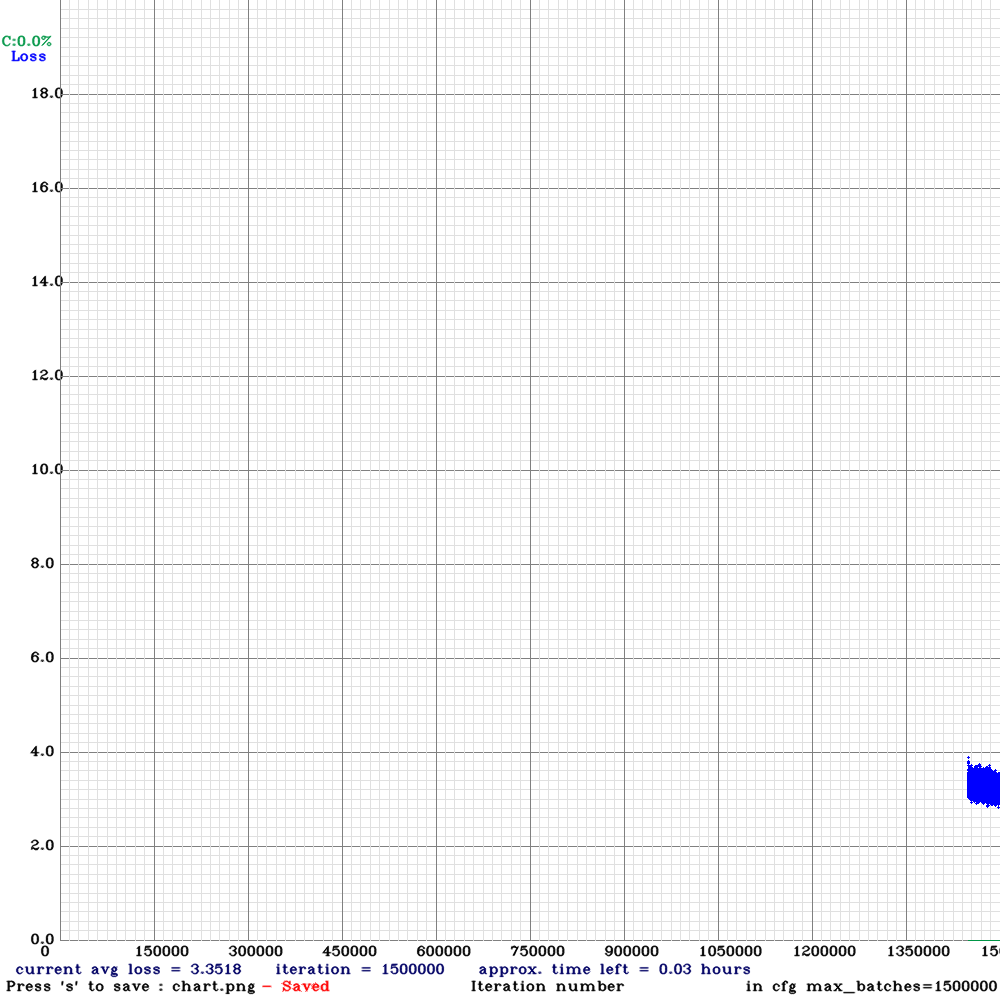 C:0.0%
Loss
18.0
16.0
14.0
12.0
10.0
8.0
6.0
4.0
2.0
0.0
0 150000 300000 450000 600000 750000 900000 1050000 1200000 1350000 150
current avg loss = 3.3518 iteration = 1500000 approx. time left = 0.03 hours
Press 's' to save : chart.png - Saved Iteration number in cfg max_batches=1500000